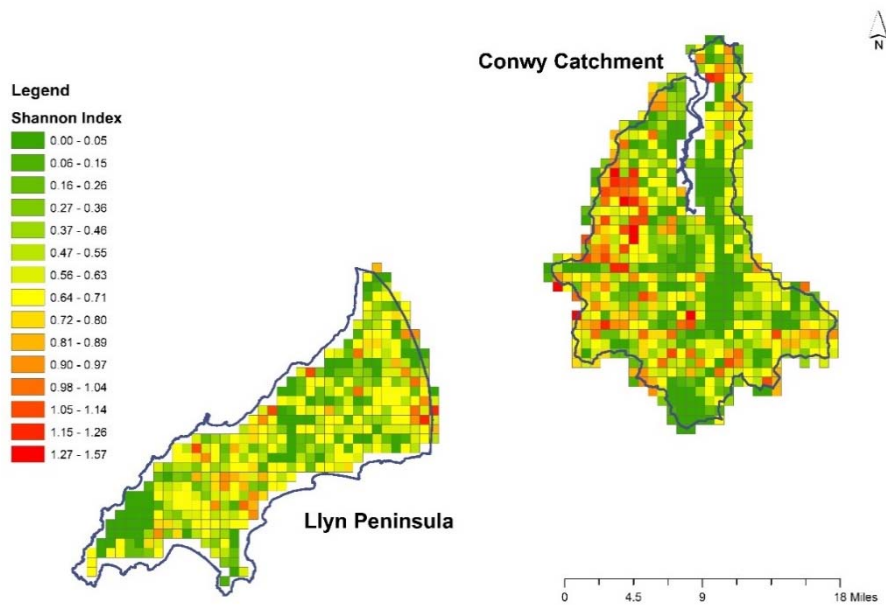 N
Conwy Catchment
Legend
Shannon Index
0.00 - 0.05
0.06 - 0.15
0.16 - 0.26
0.27 - 0.36
0.37 - 0.46
0.47 - 0.55
0.56 - 0.63
0.64 - 0.71
0.72 - 0.80
0.81 - 0.89
0.90 - 0.97
0.98 - 1.04
1.05 - 1.14
1.15 - 1.26
1.27 - 1.57
Llyn Peninsula
0 4.5 9 18 Miles